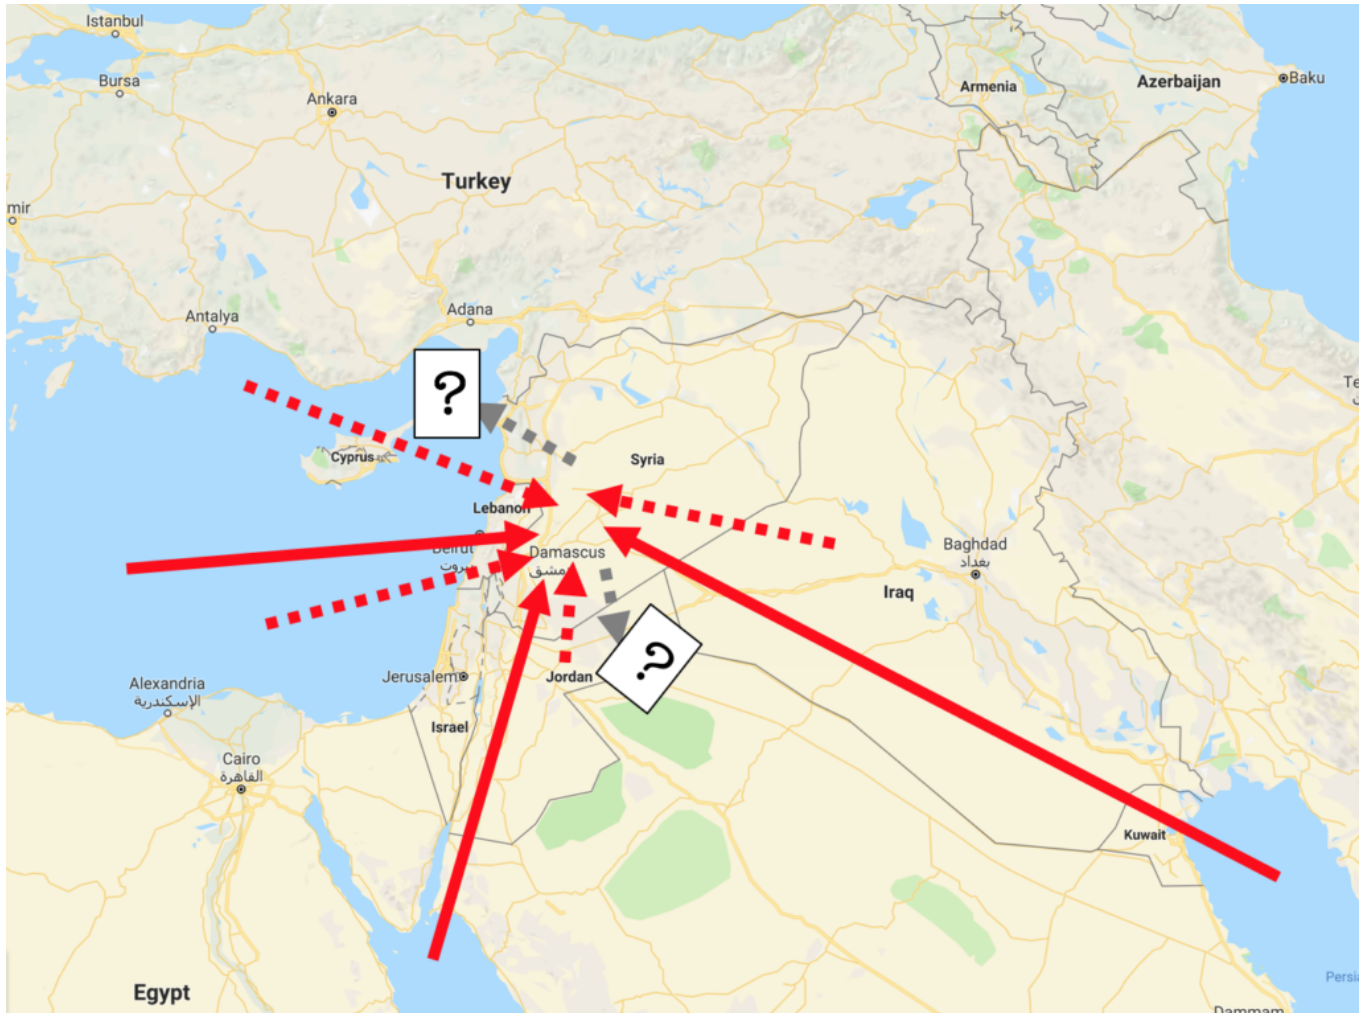 Istanbul
Bursa
Ankara
Armenia
Azerbaijan
Baku
Turkey
mir
Antalya
Adana
Te
?
Cyprus
Syria
Lebanon
Beirut
بيروت
Damascus
دمشق
Baghdad
بغداد
Iraq
?
Jerusalem
Jordan
Alexandria
الإسكندرية
Israel
Cairo
القاهرة
Kuwait
Egypt
Persia
Dammam